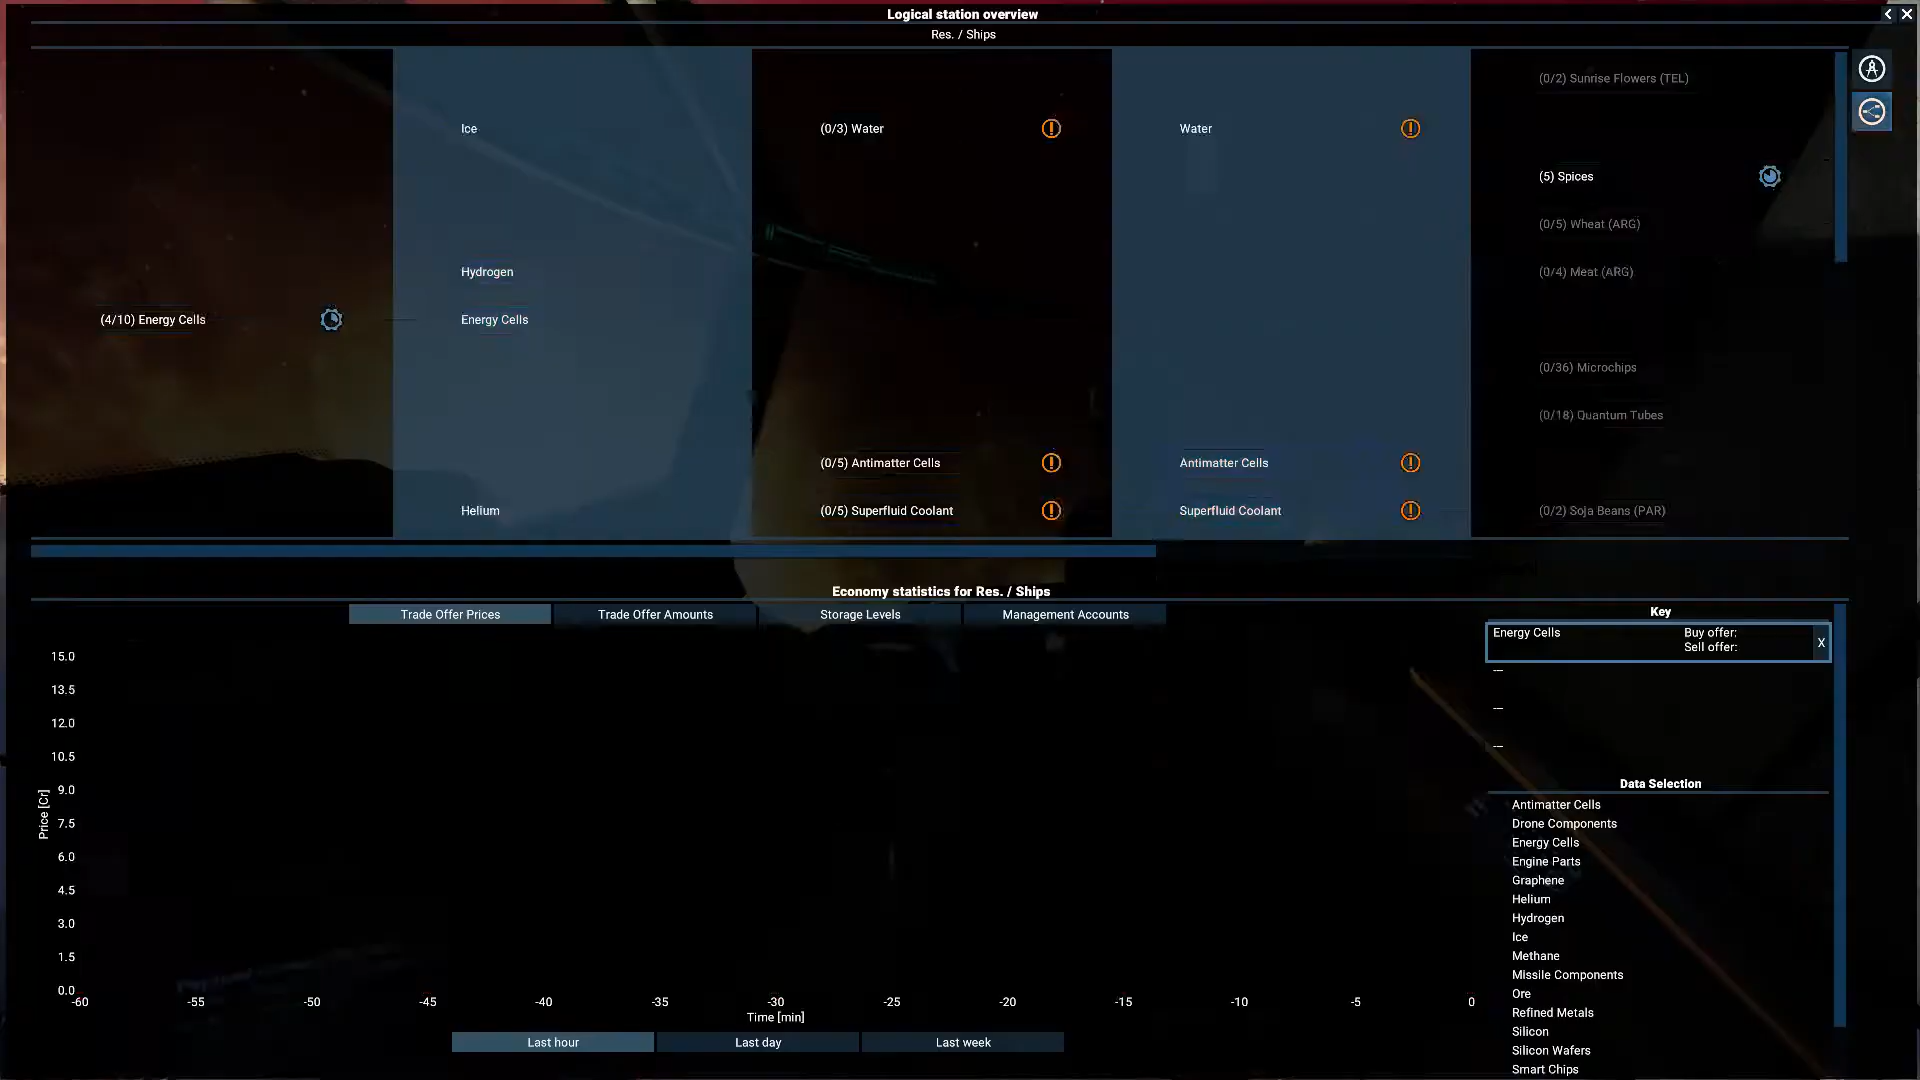 Logical station overview
Res. / Ships
(0/2) Sunrise Flowers (TEL)
Ice
(0/3) Water
Water
(5) Spices
(0/5) Wheat (ARG)
Hydrogen
(0/4) Meat (ARG)
(4/10) Energy Cells
Energy Cells
(0/36) Microchips
(0/18) Quantum Tubes
(0/5) Antimatter Cells
Antimatter Cells
Helium
(0/5) Superfluid Coolant
Superfluid Coolant
(0/2) Soja Beans (PAR)
Economy statistics for Res. / Ships
Trade Offer Prices
Trade Offer Amounts
Storage Levels
Management Accounts
15.0
13.5
12.0
10.5
9.0
7.5
6.0
4.5
3.0
1.5
0.0
Price [Cr]
-60
-55
-50
-45
-40
-35
-30
-25
-20
-15
-10
-5
0
Time [min]
Last hour
Last day
Last week
Key
Energy Cells
Buy offer:
Sell offer:
X
---
---
---
Data Selection
Antimatter Cells
Drone Components
Energy Cells
Engine Parts
Graphene
Helium
Hydrogen
Ice
Methane
Missile Components
Ore
Refined Metals
Silicon
Silicon Wafers
Smart Chips